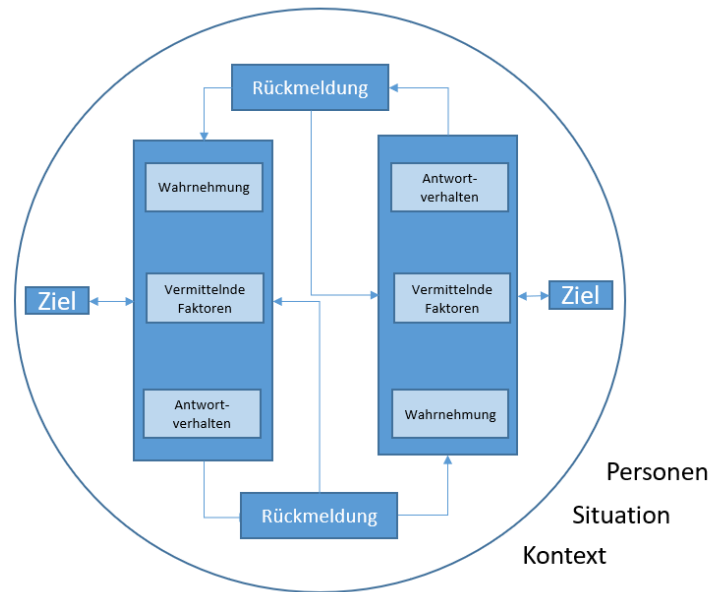 Rückmeldung
Wahrnehmung
Antwort-
verhalten
Ziel
Vermittelnde
Faktoren
Vermittelnde
Faktoren
Ziel
Antwort-
verhalten
Wahrnehmung
Rückmeldung
Personen
Situation
Kontext